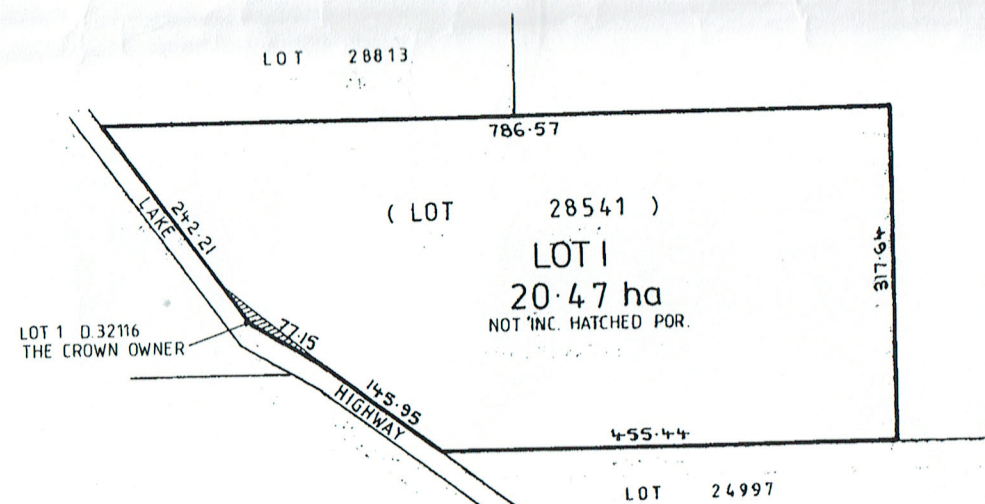 LOT 28813
786·57
LAKE
242·21
( LOT 28541 )
LOT 1
20·47 ha
NOT INC. HATCHED POR.
317·64
LOT 1 D.32116
THE CROWN OWNER
77·15
145·95
HIGHWAY
455·44
LOT 24997